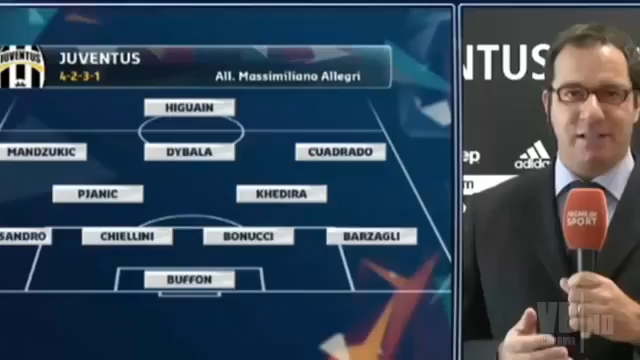 JUVENTUS
JUVENTUS
4-2-3-1
All. Massimiliano Allegri
HIGUAIN
MANDZUKIC
DYBALA
CUADRADO
PJANIC
KHEDIRA
SANDRO
CHIELLINI
BONUCCI
BARZAGLI
BUFFON
NTUS
adidas
SPORT